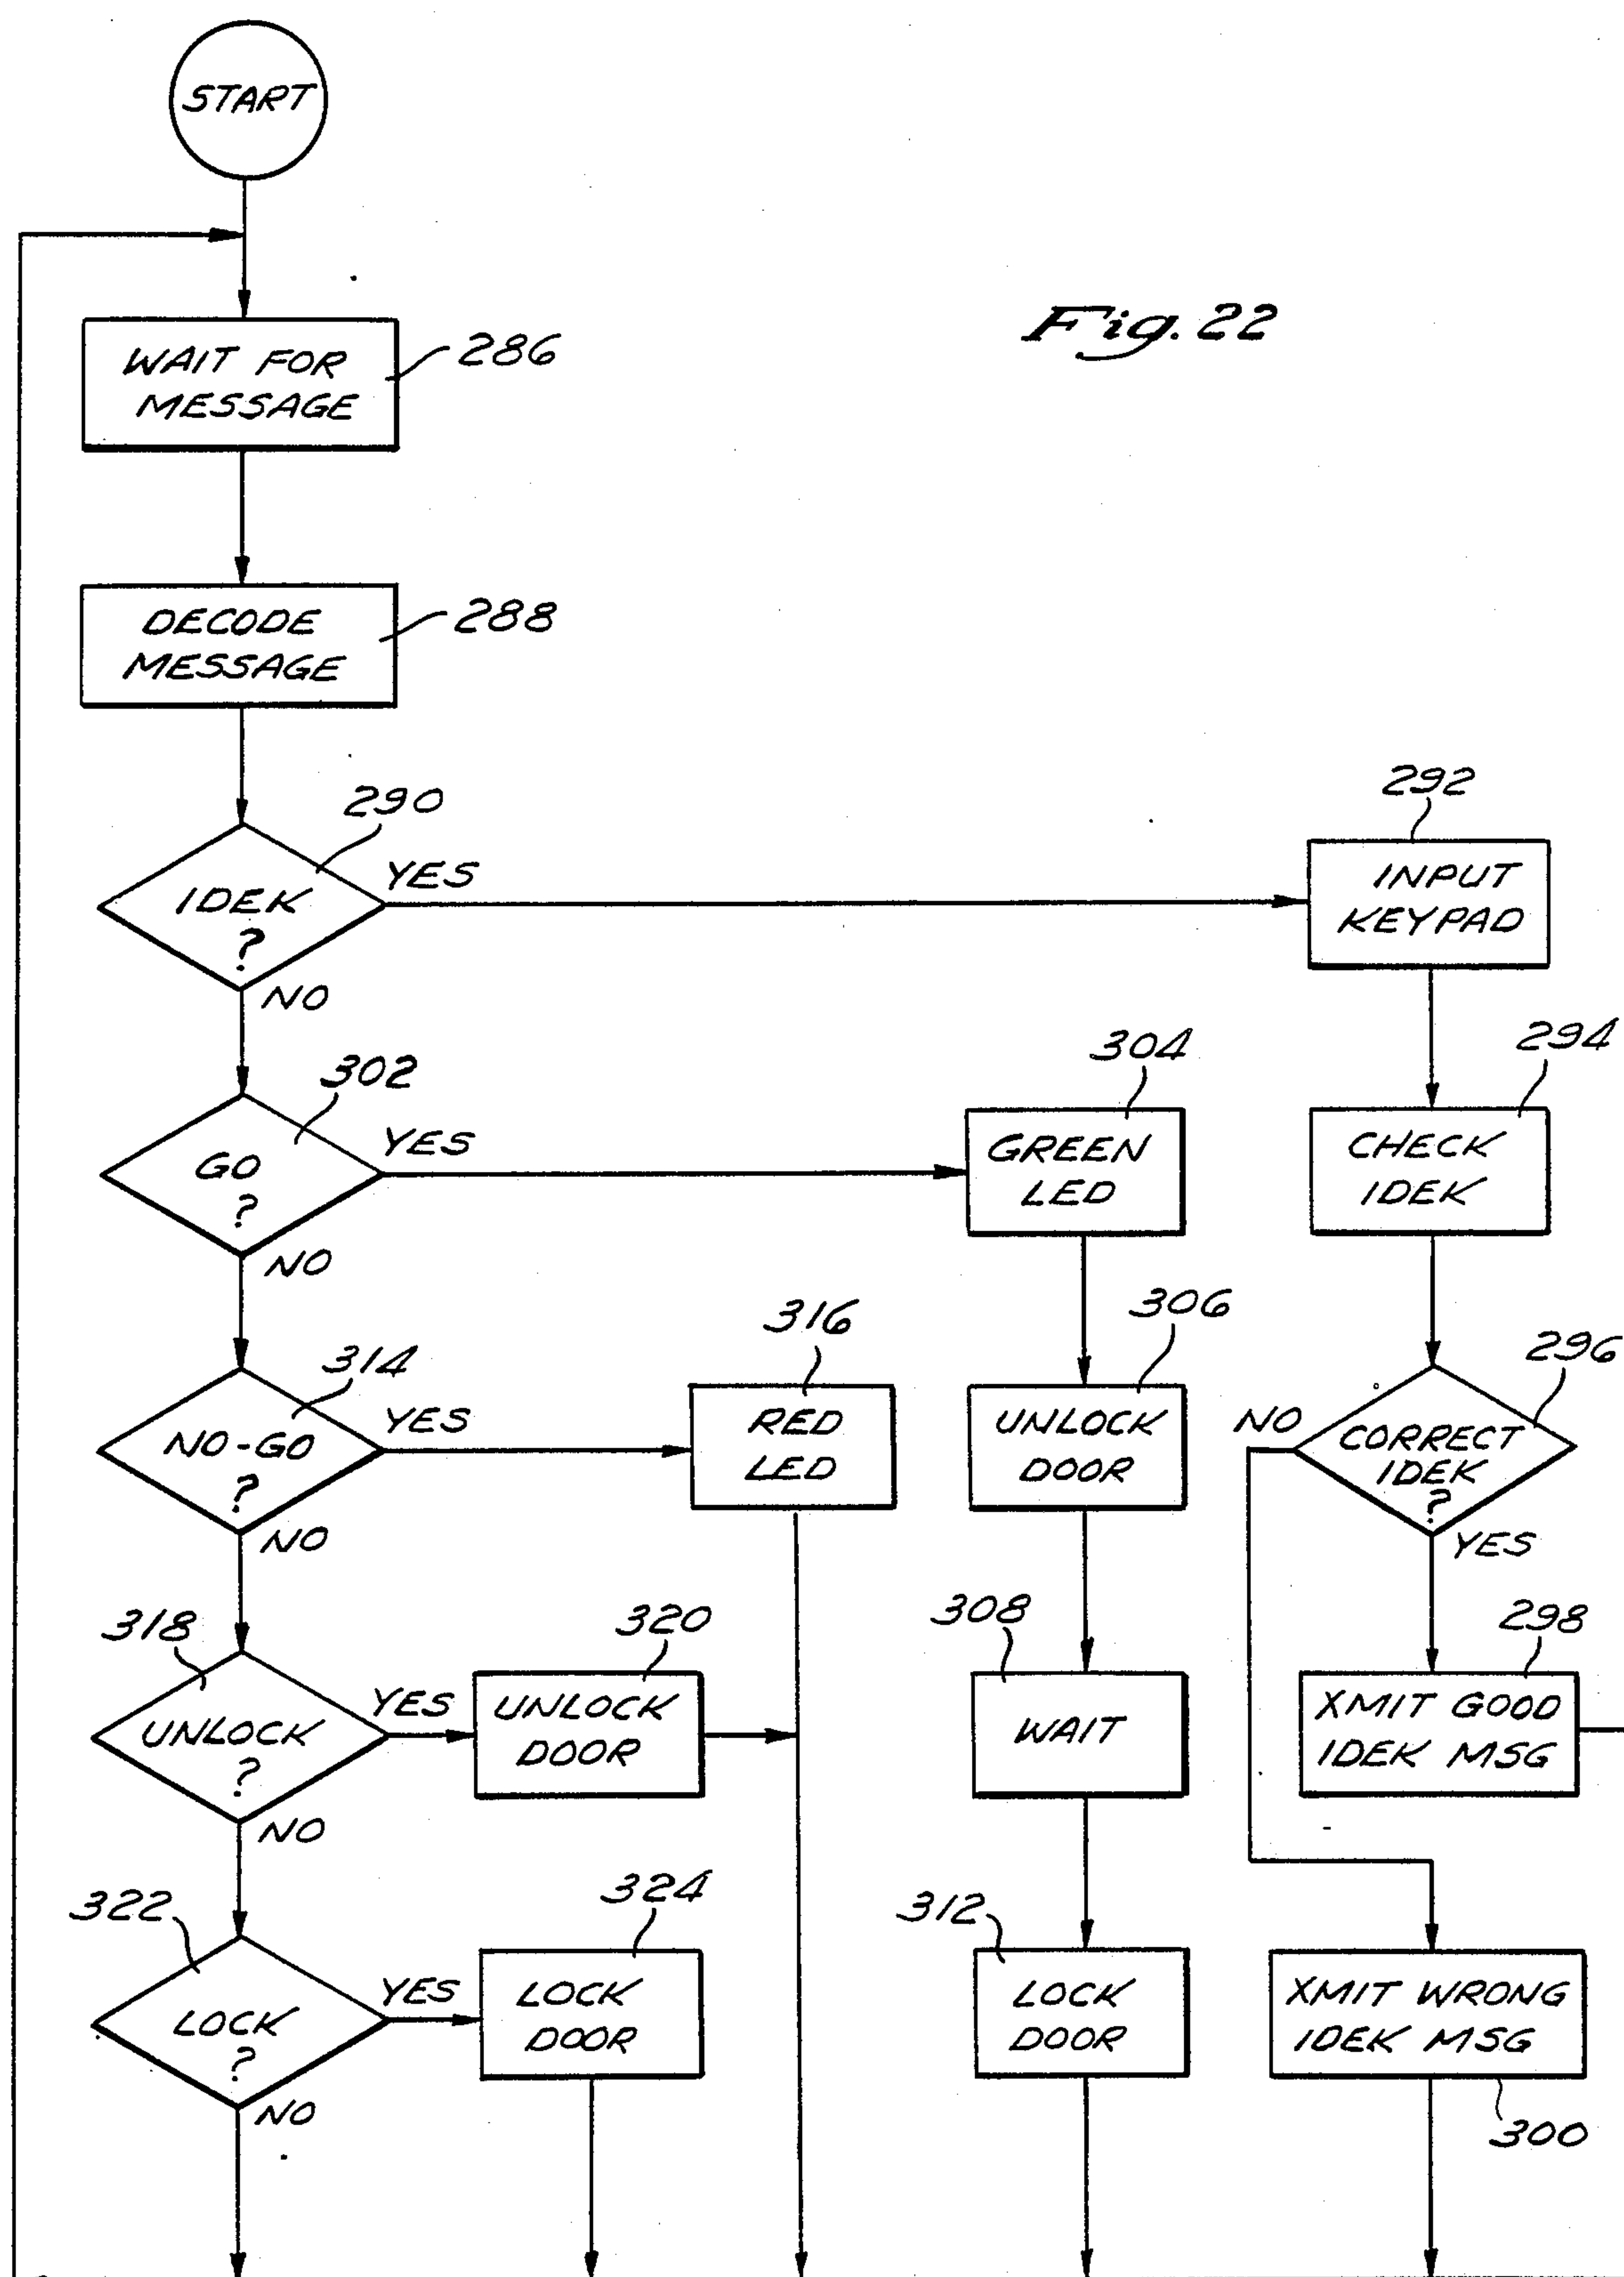 START
Fig. 22
WAIT FOR
MESSAGE
286
DECODE
MESSAGE
288
290
IDEK
?
YES
NO
292
INPUT
KEYPAD
302
GO
?
YES
NO
304
GREEN
LED
294
CHECK
IDEK
314
NO-GO
?
YES
NO
316
RED
LED
306
UNLOCK
DOOR
296
NO
CORRECT
IDEK
?
YES
318
UNLOCK
?
YES
NO
320
UNLOCK
DOOR
308
WAIT
298
XMIT GOOD
IDEK MSG
322
LOCK
?
YES
NO
324
LOCK
DOOR
312
LOCK
DOOR
XMIT WRONG
IDEK MSG
300